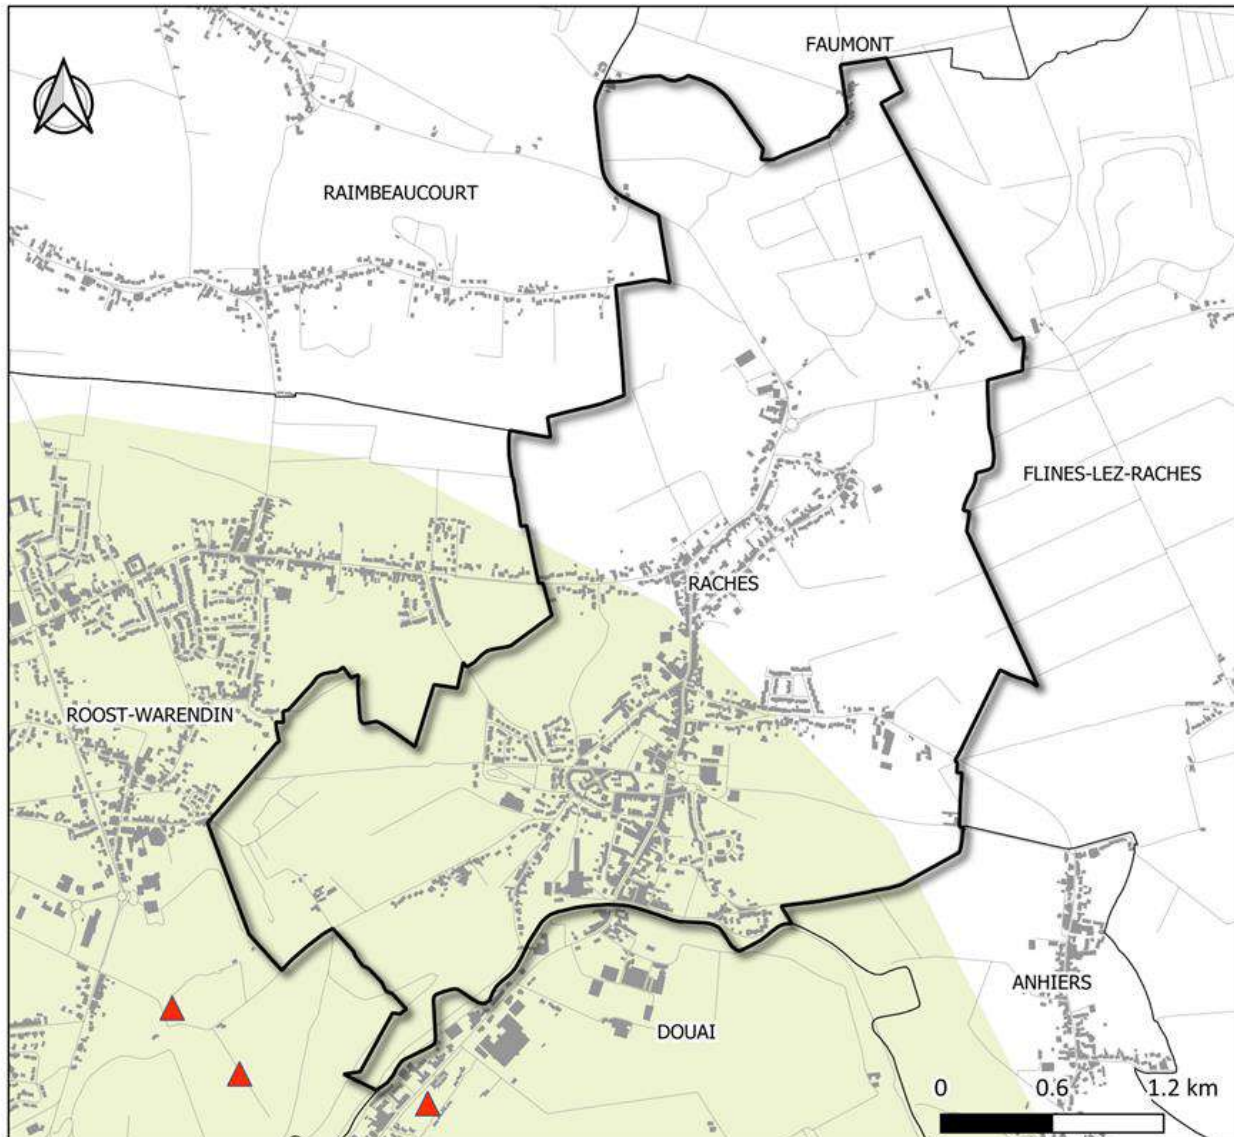 FAUMONT
RAIMBEAUCOURT
FLINES-LEZ-RACHES
RACHES
ROOST-WARENDIN
ANHIERS
DOUAI
0 0.6 1.2 km